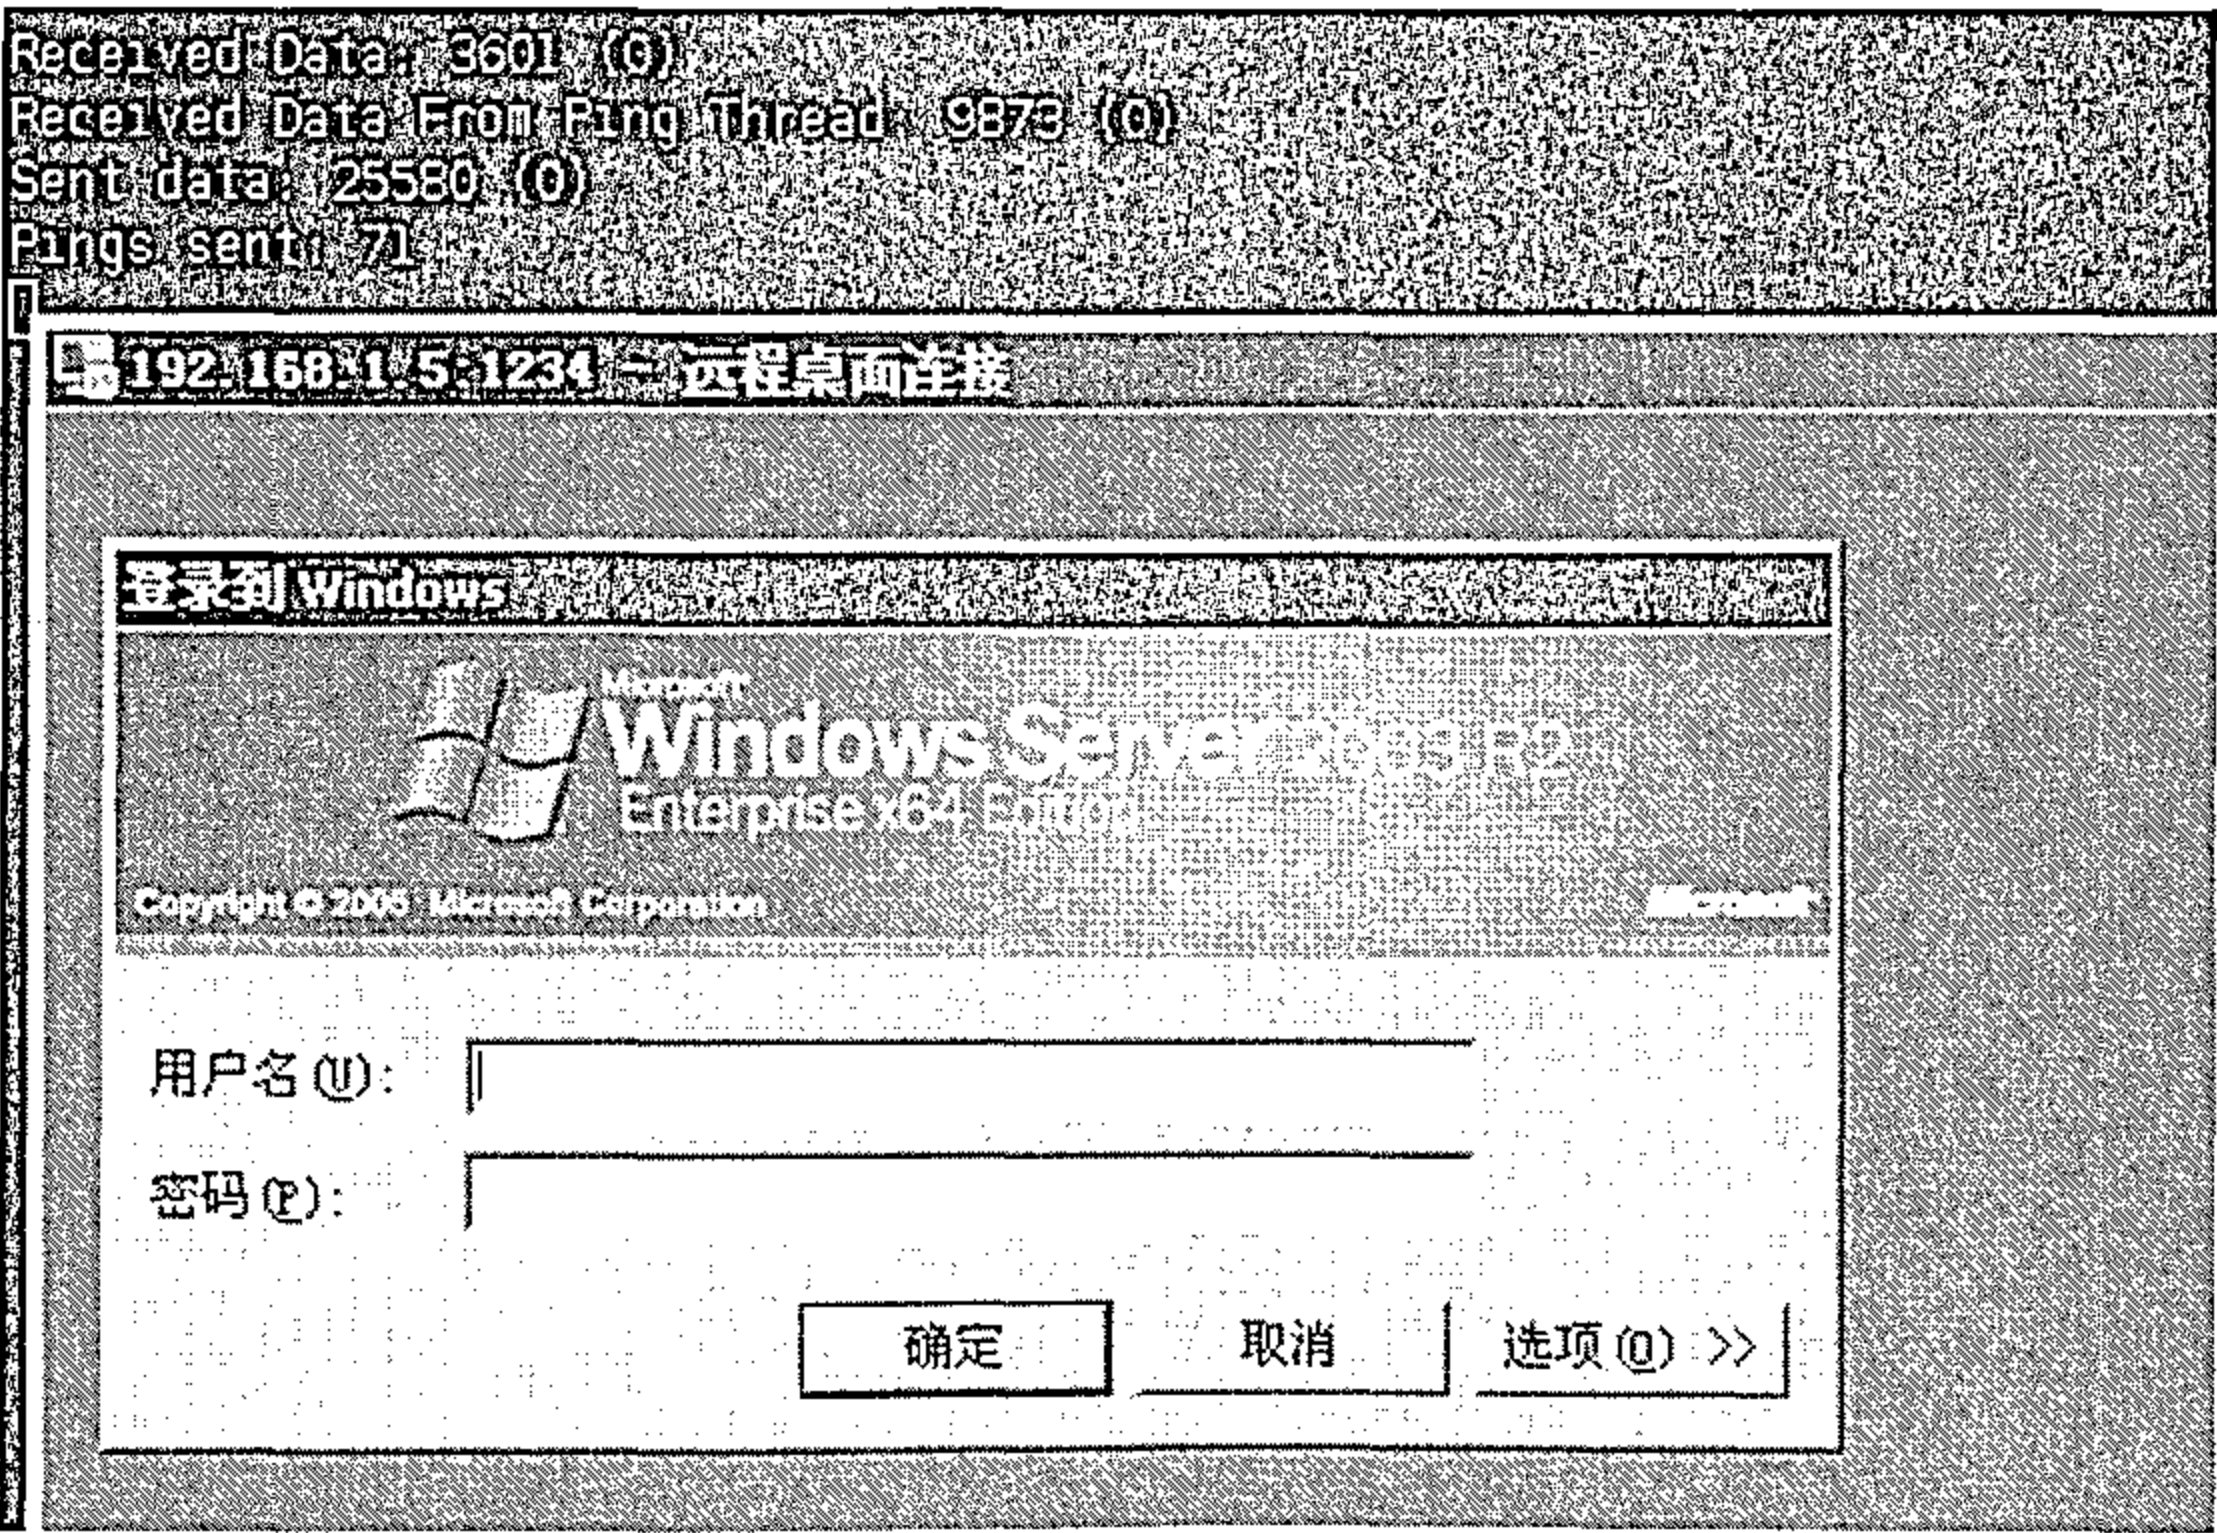 Received Data: 3601 (0)
Received Data From Ping Thread 9873 (0)
Sent data: 25580 (0)
Pings sent: 71
192.168.1.5:1234 - 远程桌面连接
登录到 Windows
Microsoft
Windows Server 2003 R2
Enterprise x64 Edition
Copyright © 2005 Microsoft Corporation
Microsoft
用户名(U):
密码(P):
确定
取消
选项(O) >>